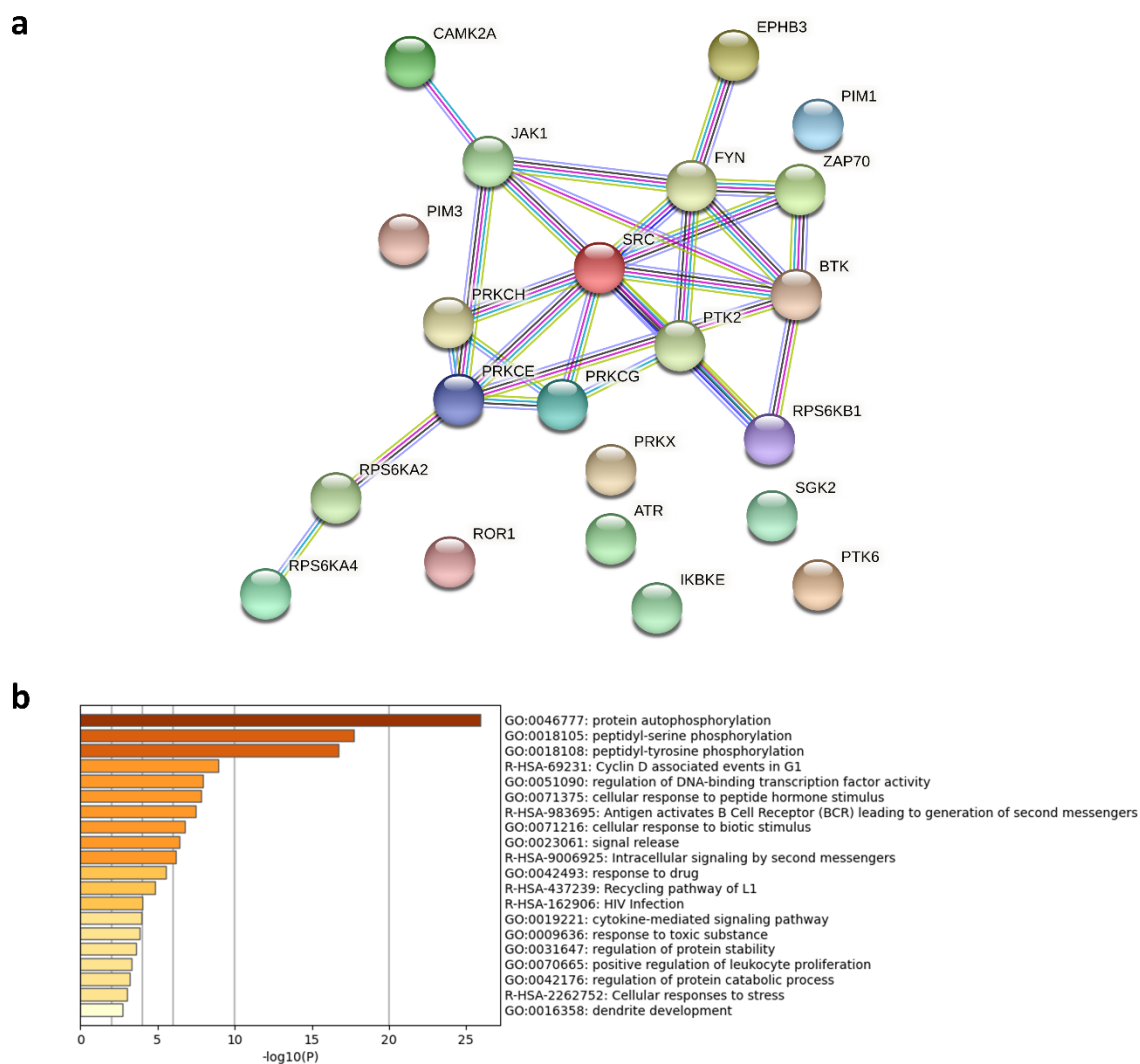 a
CAMK2A
EPHB3
PIM1
JAK1
FYN
ZAP70
PIM3
SRC
BTK
PRKCH
PTK2
PRKCE
PRKCG
RPS6KB1
PRKX
RPS6KA2
SGK2
ATR
ROR1
RPS6KA4
PTK6
IKBKE
b
GO:0046777: protein autophosphorylation
GO:0018105: peptidyl-serine phosphorylation
GO:0018108: peptidyl-tyrosine phosphorylation
R-HSA-69231: Cyclin D associated events in G1
GO:0051090: regulation of DNA-binding transcription factor activity
GO:0071375: cellular response to peptide hormone stimulus
R-HSA-983695: Antigen activates B Cell Receptor (BCR) leading to generation of second messengers
GO:0071216: cellular response to biotic stimulus
GO:0023061: signal release
R-HSA-9006925: Intracellular signaling by second messengers
GO:0042493: response to drug
R-HSA-437239: Recycling pathway of L1
R-HSA-162906: HIV Infection
GO:0019221: cytokine-mediated signaling pathway
GO:0009636: response to toxic substance
GO:0031647: regulation of protein stability
GO:0070665: positive regulation of leukocyte proliferation
GO:0042176: regulation of protein catabolic process
R-HSA-2262752: Cellular responses to stress
GO:0016358: dendrite development
0 5 10 15 20 25
-log10(P)